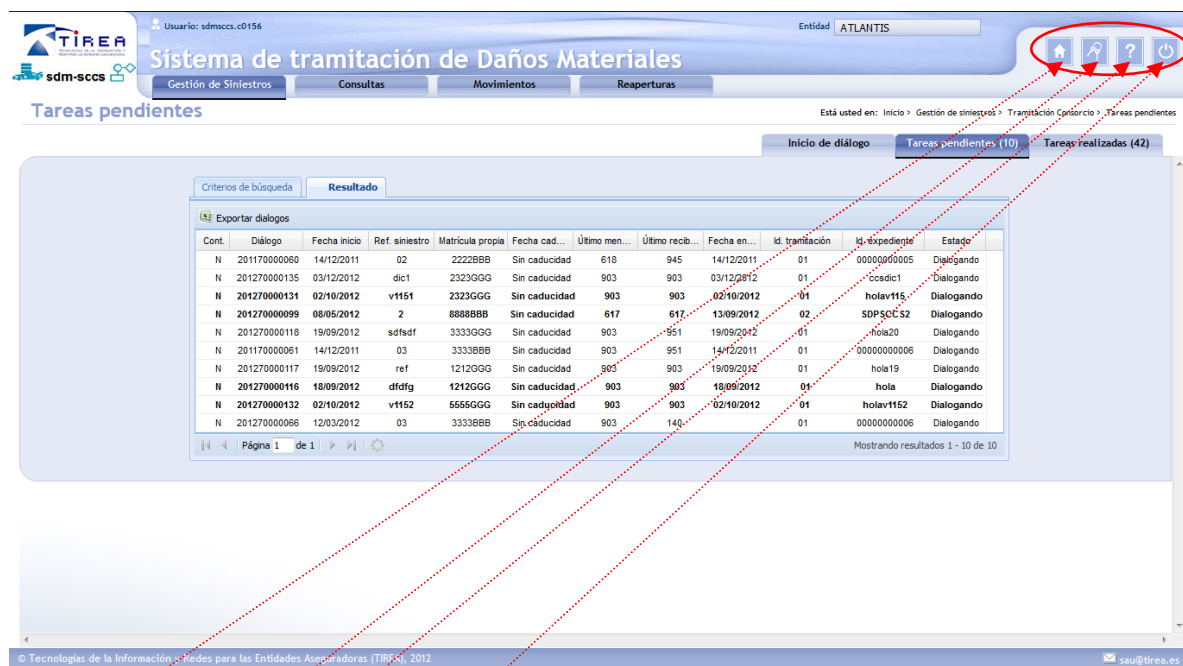 Usuario: sdmsccs.c0156
Entidad ATLANTIS
TIREA
sdm-sccs
Sistema de tramitación de Daños Materiales
Gestión de Siniestros Consultas Movimientos Reaperturas
Tareas pendientes
Está usted en: Inicio > Gestión de siniestros > Tramitación Consorcio > Tareas pendientes
Inicio de diálogo Tareas pendientes (10) Tareas realizadas (42)
Criterios de búsqueda Resultado
Exportar dialogos
Cont. Diálogo Fecha inicio Ref. siniestro Matrícula propia Fecha cad... Último men... Último recib... Fecha en... Id. tramitación Id. expediente Estado
N 201170000060 14/12/2011 02 2222BBB Sin caducidad 618 945 14/12/2011 01 00000000005 Dialogando
N 201270000135 03/12/2012 dic1 2323GGG Sin caducidad 903 903 03/12/2012 01 ccsdic1 Dialogando
N 201270000131 02/10/2012 v1151 2323GGG Sin caducidad 903 903 02/10/2012 01 holav115 Dialogando
N 201270000099 08/05/2012 2 8888BBB Sin caducidad 617 617 13/09/2012 02 SDPSCCS2 Dialogando
N 201270000118 19/09/2012 sdfsdf 3333GGG Sin caducidad 903 951 19/09/2012 01 hola20 Dialogando
N 201170000061 14/12/2011 03 3333BBB Sin caducidad 903 951 14/12/2011 01 00000000006 Dialogando
N 201270000117 19/09/2012 ref 1212GGG Sin caducidad 903 903 19/09/2012 01 hola19 Dialogando
N 201270000116 18/09/2012 dfdfg 1212GGG Sin caducidad 903 903 18/09/2012 01 hola Dialogando
N 201270000132 02/10/2012 v1152 5555GGG Sin caducidad 903 903 02/10/2012 01 holav1152 Dialogando
N 201270000066 12/03/2012 03 3333BBB Sin caducidad 903 140 01 00000000006 Dialogando
Página 1 de 1 Mostrando resultados 1 - 10 de 10
© Tecnologías de la Información y Redes para las Entidades Aseguradoras (TIREA), 2012 sau@tirea.es